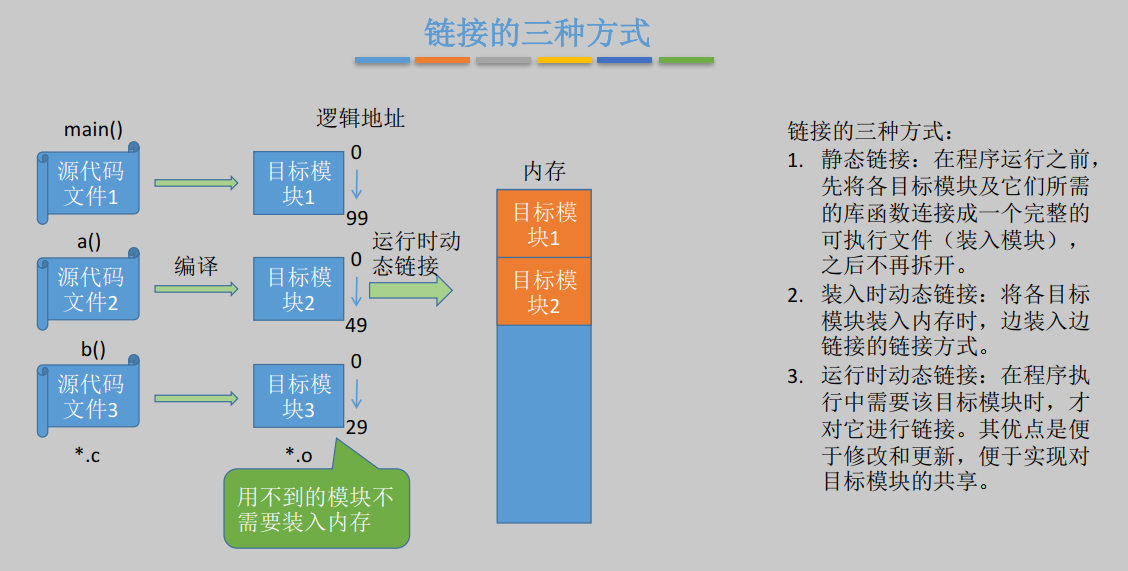 链接的三种方式
逻辑地址
main()
源代码
文件1
目标模
块1
0
99
a()
源代码
文件2
编译
目标模
块2
0
49
运行时动
态链接
b()
源代码
文件3
目标模
块3
0
29
*.c
*.o
用不到的模块不
需要装入内存
内存
目标模
块1
目标模
块2
链接的三种方式：
1. 静态链接：在程序运行之前，
先将各目标模块及它们所需
的库函数连接成一个完整的
可执行文件（装入模块），
之后不再拆开。
2. 装入时动态链接：将各目标
模块装入内存时，边装入边
链接的链接方式。
3. 运行时动态链接：在程序执
行中需要该目标模块时，才
对它进行链接。其优点是便
于修改和更新，便于实现对
目标模块的共享。